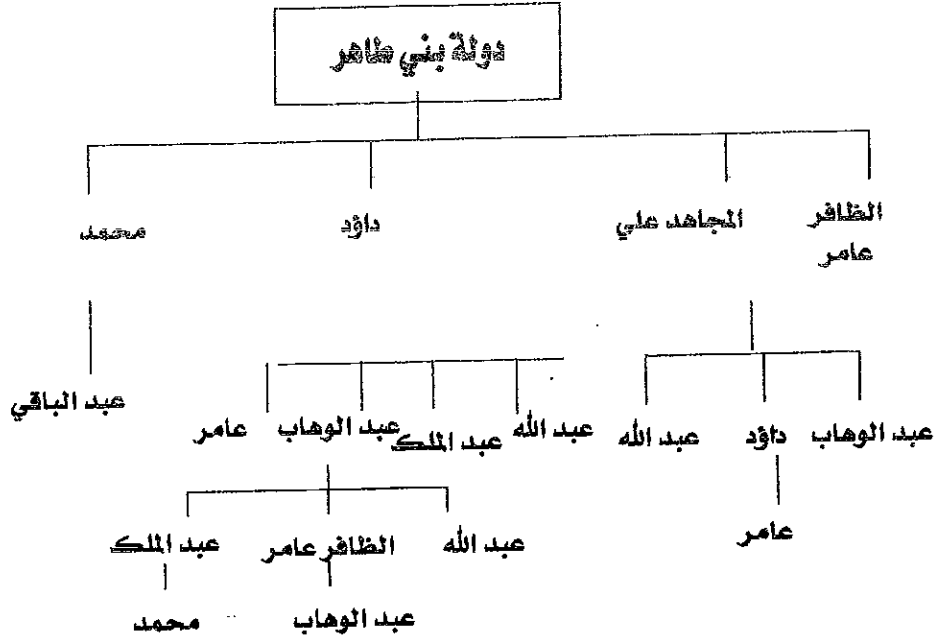 دولة بني طاهر
الظافر عامر
المجاهد علي
داؤد
محمد
عبد الباقي
عبد الوهاب
داؤد
عبد الله
عبد الله
عبد الملك
عبد الوهاب
عامر
عامر
عبد الله
الظافر عامر
عبد الملك
عبد الوهاب
محمد